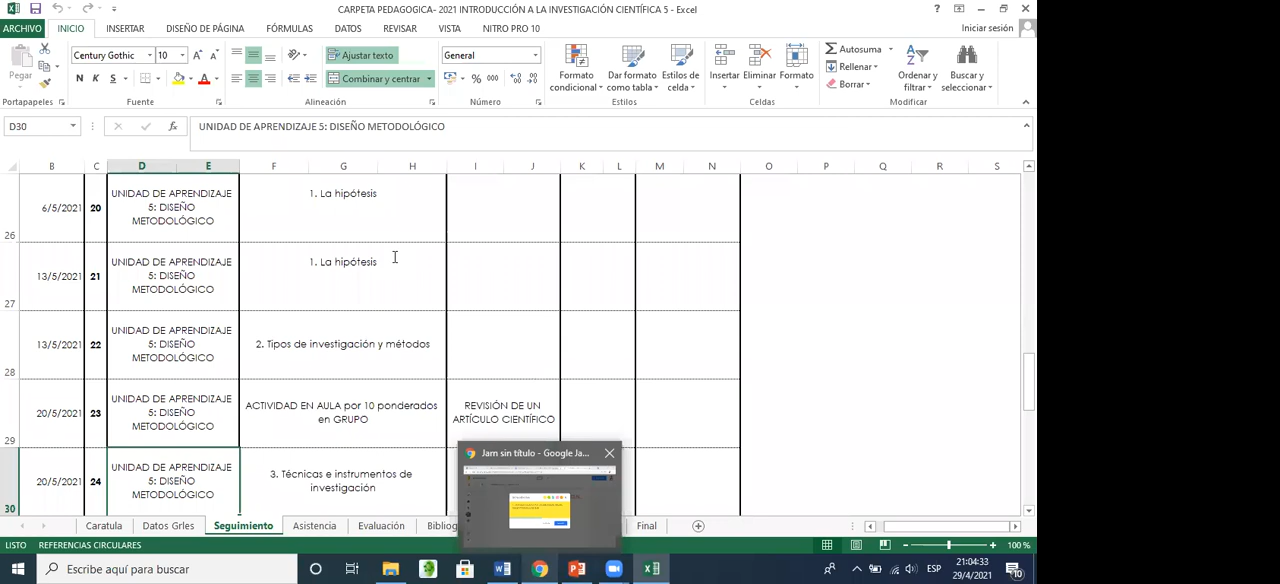 CARPETA PEDAGOGICA- 2021 INTRODUCCIÓN A LA INVESTIGACIÓN CIENTÍFICA 5 - Excel
ARCHIVO INICIO INSERTAR DISEÑO DE PÁGINA FÓRMULAS DATOS REVISAR VISTA NITRO PRO 10 Iniciar sesión
Pegar
Century Gothic 10
N K S
Ajustar texto
Combinar y centrar
General
% 000
Formato condicional
Dar formato como tabla
Estilos de celda
Insertar Eliminar Formato
Autosuma
Rellenar
Borrar
Ordenar y filtrar
Buscar y seleccionar
Portapapeles Fuente Alineación Número Estilos Celdas Modificar
D30 UNIDAD DE APRENDIZAJE 5: DISEÑO METODOLÓGICO
B C D E F G H I J K L M N O P Q R S
26 6/5/2021 20
UNIDAD DE APRENDIZAJE
5: DISEÑO
METODOLÓGICO
1. La hipótesis
27 13/5/2021 21
UNIDAD DE APRENDIZAJE
5: DISEÑO
METODOLÓGICO
1. La hipótesis
28 13/5/2021 22
UNIDAD DE APRENDIZAJE
5: DISEÑO
METODOLÓGICO
2. Tipos de investigación y métodos
29 20/5/2021 23
UNIDAD DE APRENDIZAJE
5: DISEÑO
METODOLÓGICO
ACTIVIDAD EN AULA por 10 ponderados
en GRUPO
REVISIÓN DE UN
ARTÍCULO CIENTÍFICO
30 20/5/2021 24
UNIDAD DE APRENDIZAJE
5: DISEÑO
METODOLÓGICO
3. Técnicas e instrumentos de
investigación
Jam sin título - Google Ja...
Caratula Datos Grles Seguimiento Asistencia Evaluación Bibliog Final
LISTO REFERENCIAS CIRCULARES 100 %
Escribe aquí para buscar
ESP
21:04:33
29/4/2021
10